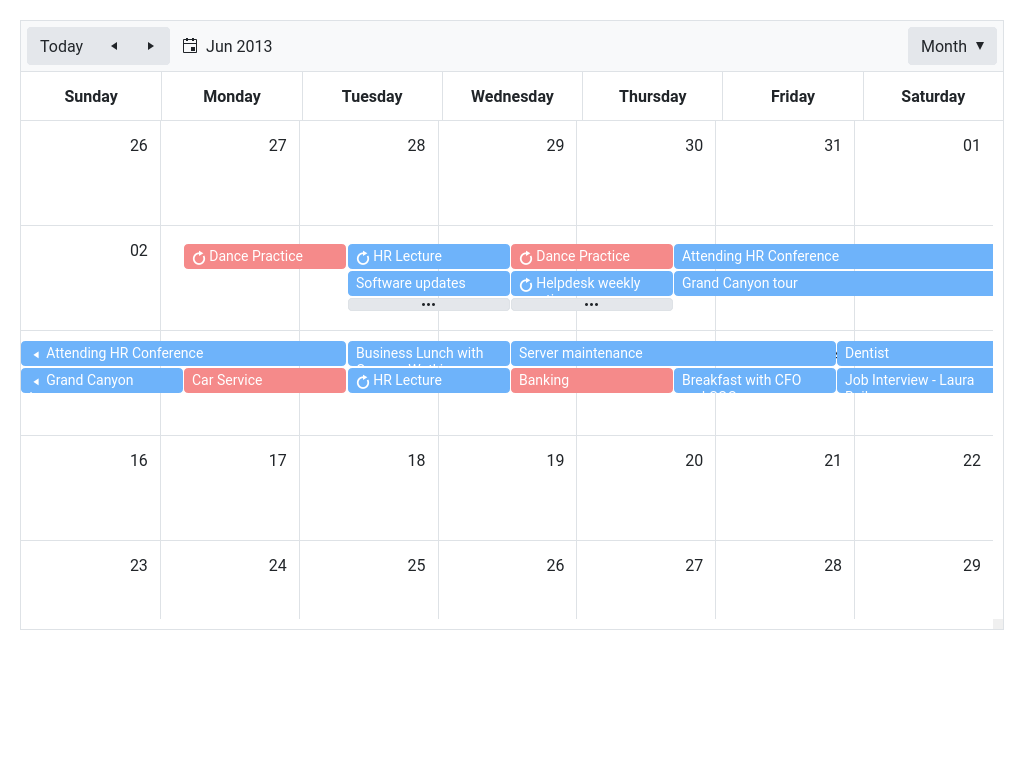 Today Jun 2013 Month
Sunday Monday Tuesday Wednesday Thursday Friday Saturday
26 27 28 29 30 31 01
02
Dance Practice HR Lecture Dance Practice Attending HR Conference
Software updates Helpdesk weekly Grand Canyon tour
Attending HR Conference Business Lunch with Server maintenance Dentist
Grand Canyon Car Service HR Lecture Banking Breakfast with CFO Job Interview - Laura
16 17 18 19 20 21 22
23 24 25 26 27 28 29